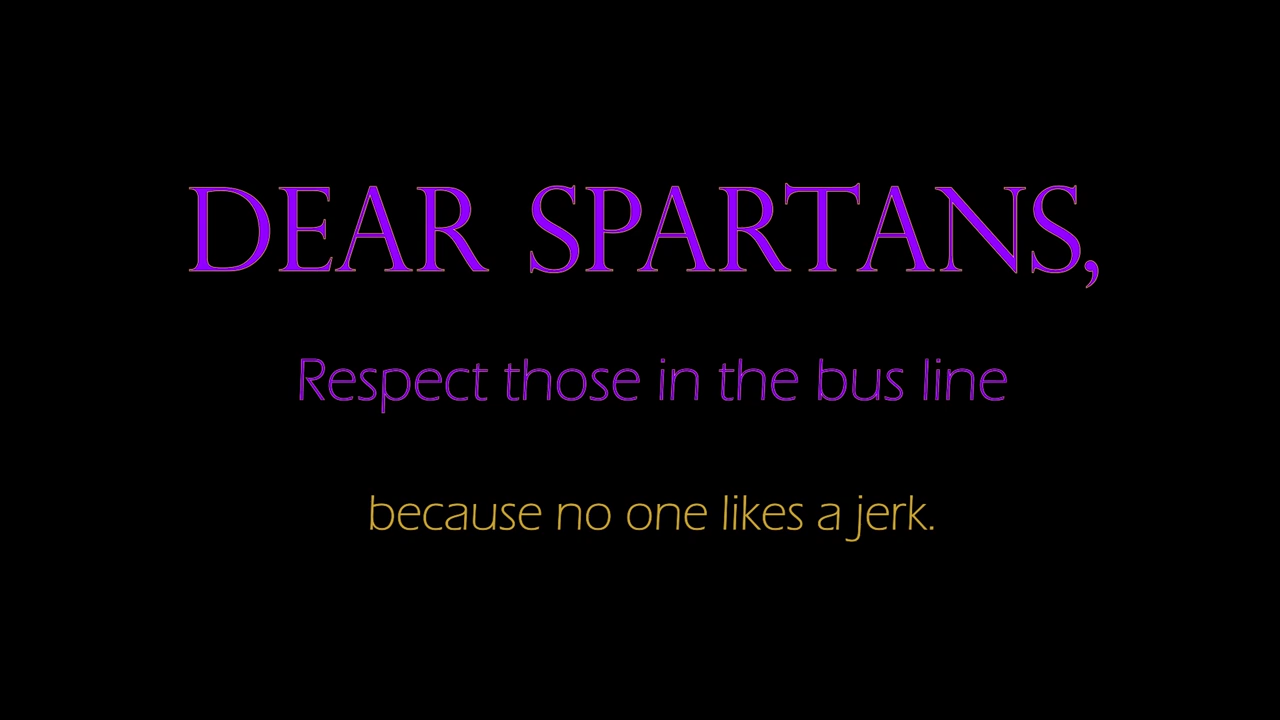 DEAR SPARTANS,
Respect those in the bus line
because no one likes a jerk.